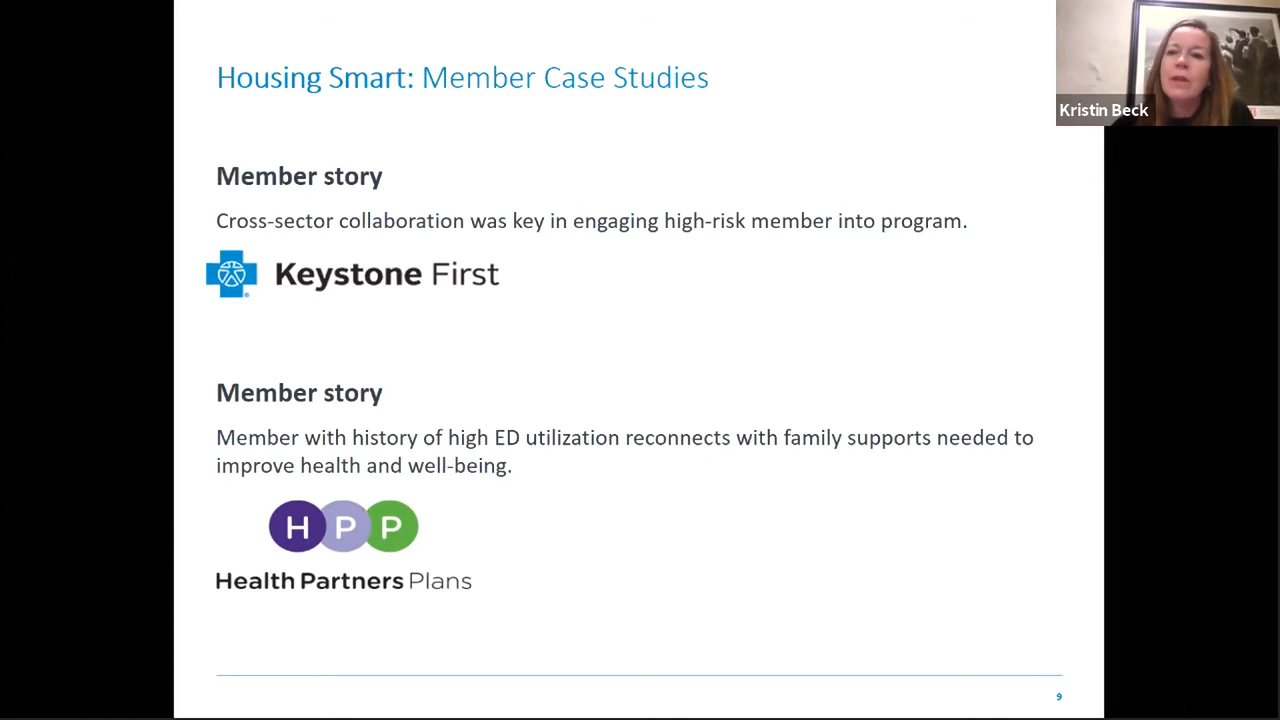 Housing Smart: Member Case Studies
Kristin Beck
Member story
Cross-sector collaboration was key in engaging high-risk member into program.
Keystone First
Member story
Member with history of high ED utilization reconnects with family supports needed to
improve health and well-being.
H P P
Health Partners Plans
9